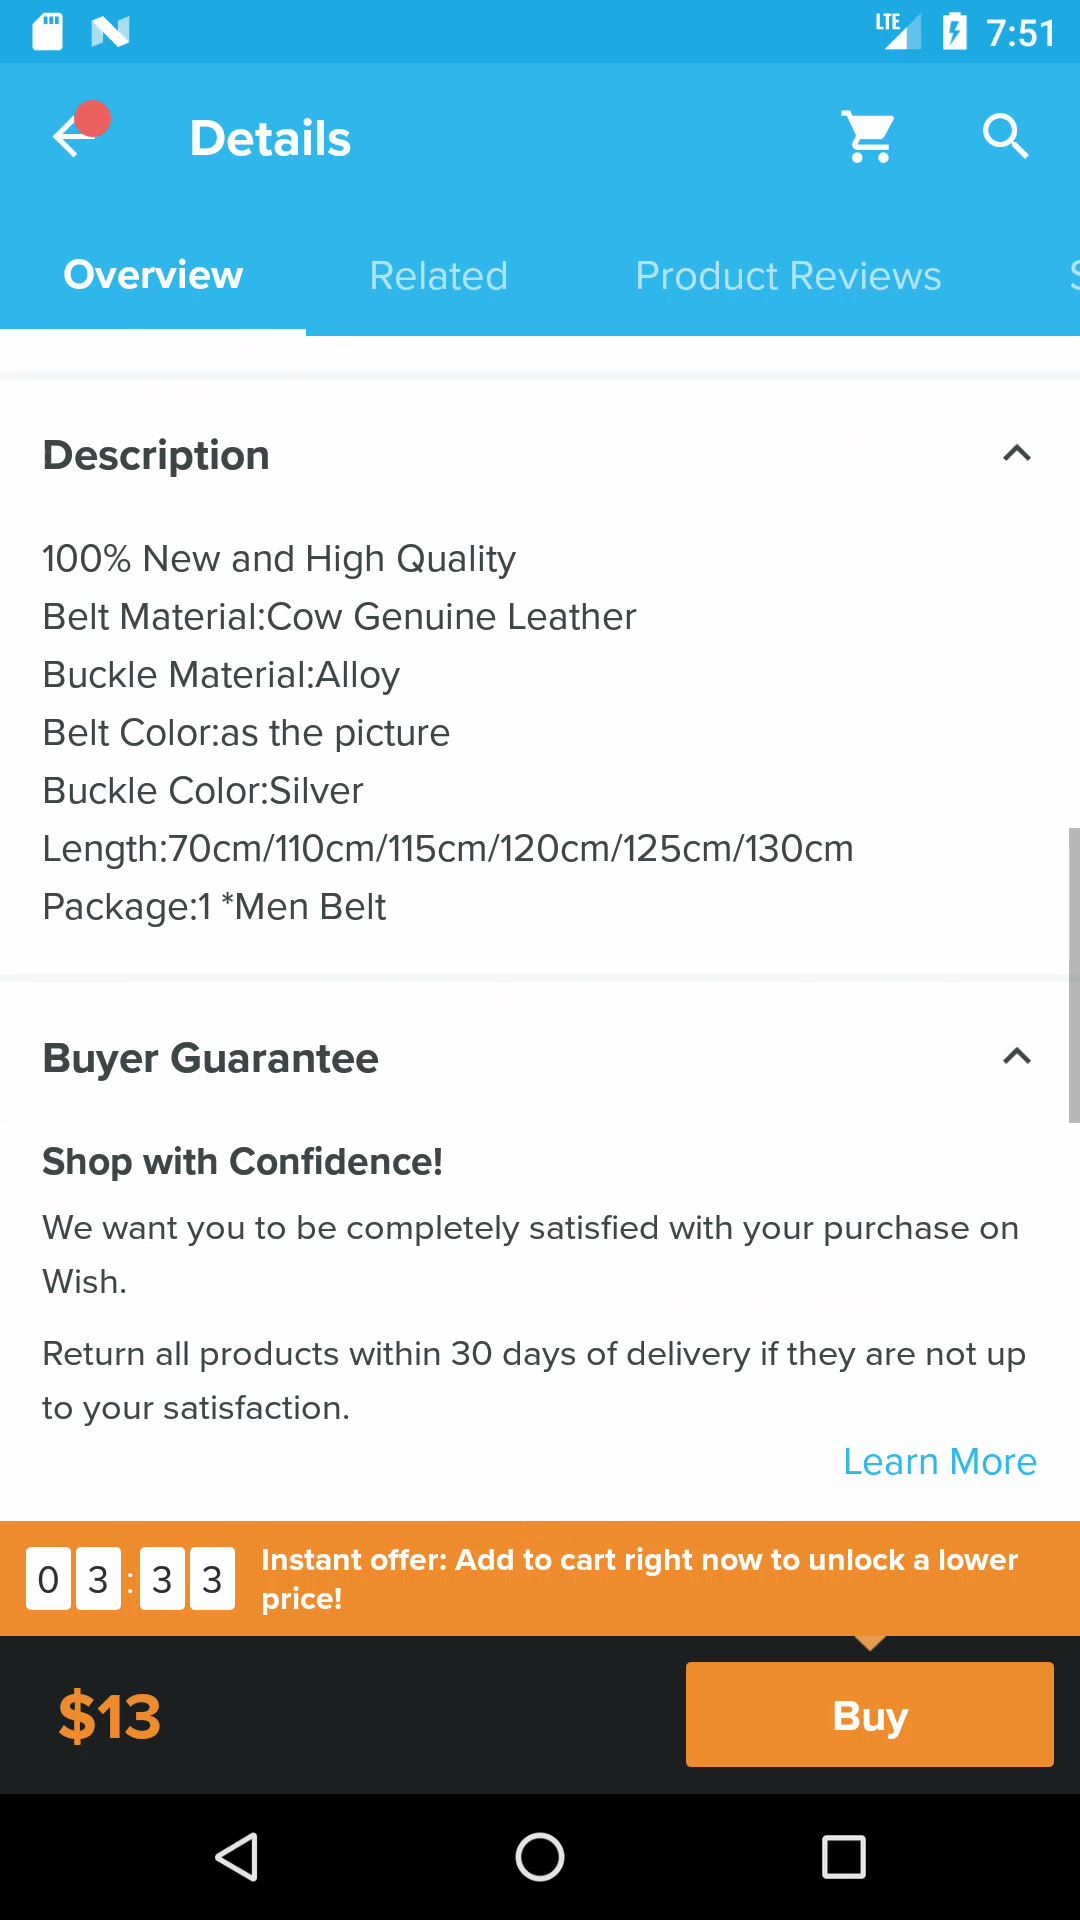 LTE 7:51
Details
Overview Related Product Reviews
Description
100% New and High Quality
Belt Material:Cow Genuine Leather
Buckle Material:Alloy
Belt Color:as the picture
Buckle Color:Silver
Length:70cm/110cm/115cm/120cm/125cm/130cm
Package:1 *Men Belt
Buyer Guarantee
Shop with Confidence!
We want you to be completely satisfied with your purchase on
Wish.
Return all products within 30 days of delivery if they are not up
to your satisfaction.
Learn More
03:33
Instant offer: Add to cart right now to unlock a lower
price!
$13
Buy